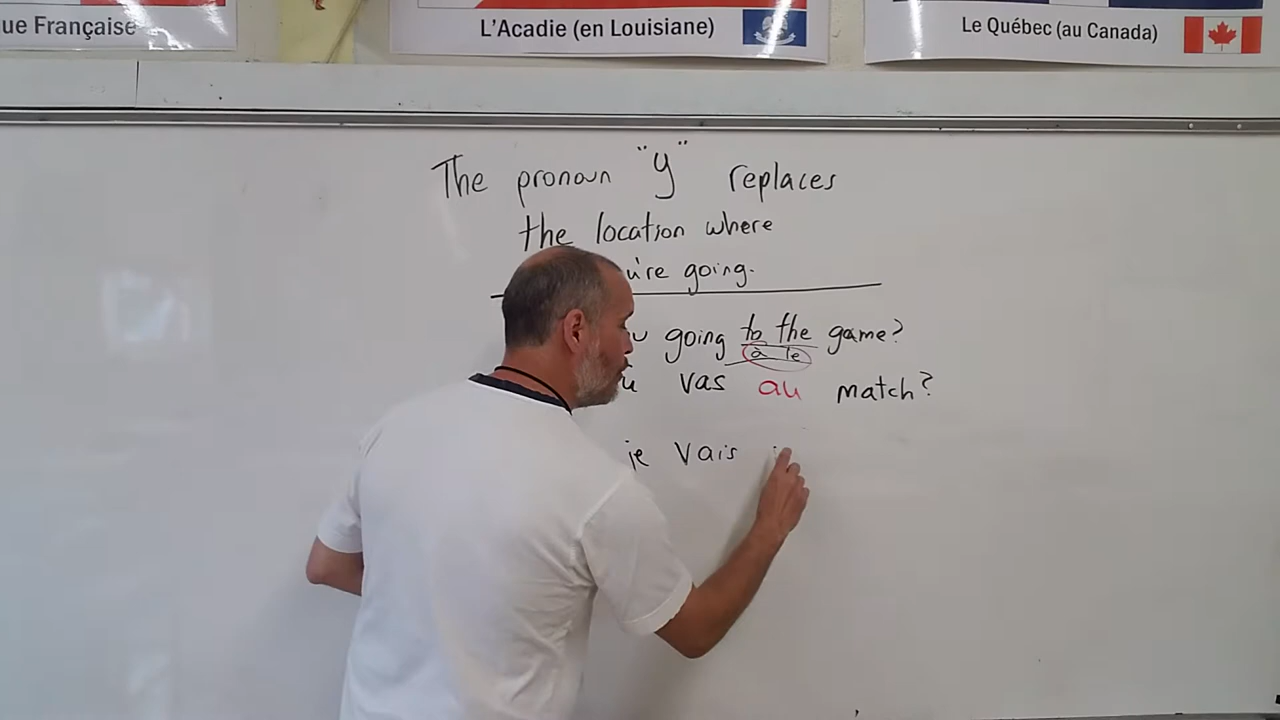 ue Française
L'Acadie (en Louisiane)
Le Québec (au Canada)
The pronoun "y" replaces
the location where
u're going.
u going to the game?
à le
u vas au match?
je vais